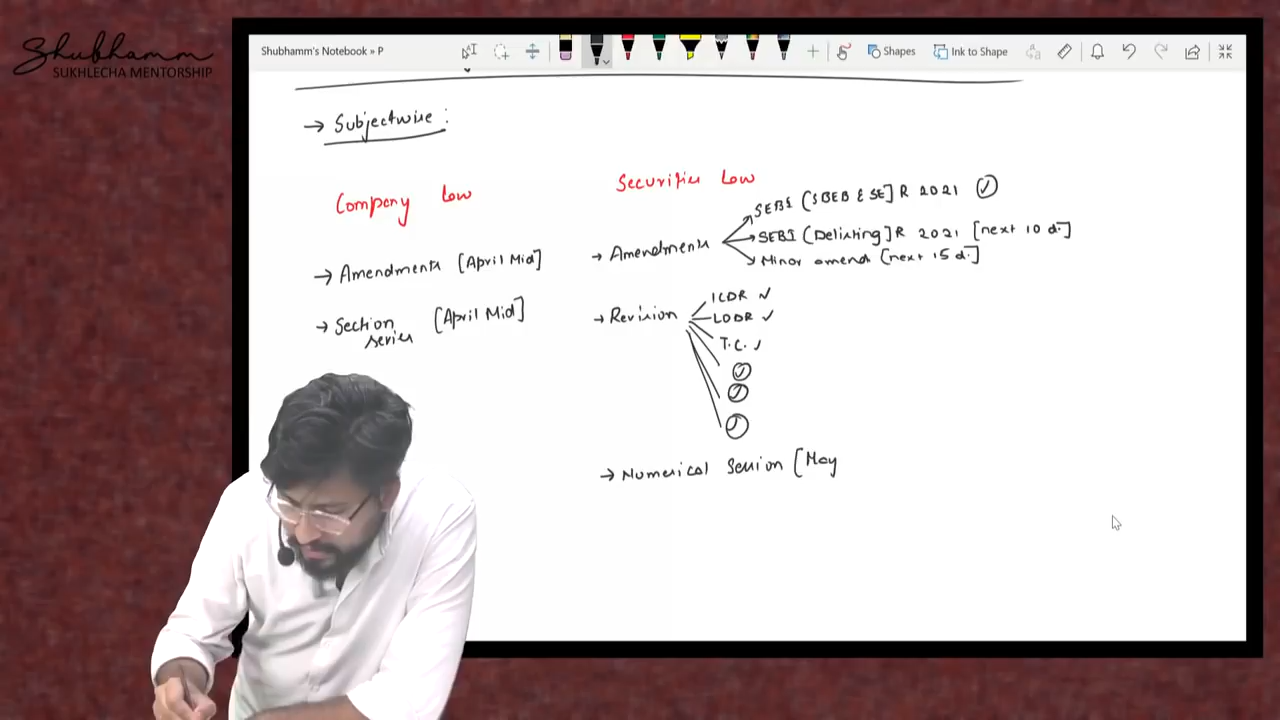 Shubhamm
SUKHLECHA MENTORSHIP
Shubhamm's Notebook » P
Shapes
Ink to Shape
→ Subjectwise :
Company Law
→ Amendments [April Mid]
→ Section series [April Mid]
Securities Law
→ Amendments
SEBI [SBEB & SE] R 2021 ✓
SEBI (Delisting] R 2021 [next 10 d.]
Minor amend [next 15 d.]
→ Revision
ICDR ✓
LODR ✓
T.C. ✓
→ Numerical Session [May